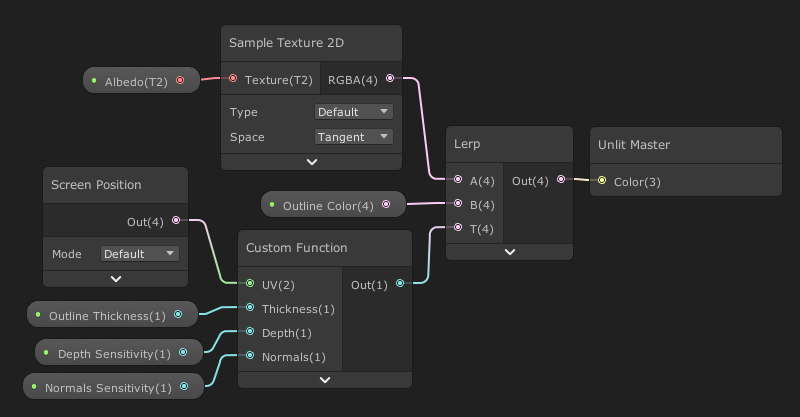 Sample Texture 2D
Albedo(T2)
Texture(T2) RGBA(4)
Type Default
Space Tangent
Lerp
A(4) Out(4)
B(4)
T(4)
Unlit Master
Color(3)
Screen Position
Out(4)
Mode Default
Outline Color(4)
Custom Function
UV(2) Out(1)
Thickness(1)
Depth(1)
Normals(1)
Outline Thickness(1)
Depth Sensitivity(1)
Normals Sensitivity(1)